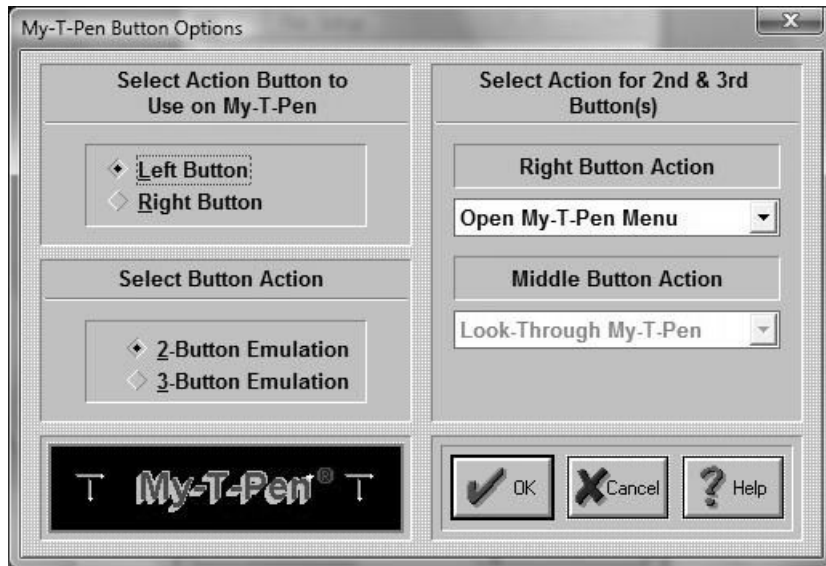 My-T-Pen Button Options
Select Action Button to
Use on My-T-Pen
Left Button
Right Button
Select Button Action
2-Button Emulation
3-Button Emulation
Select Action for 2nd & 3rd
Button(s)
Right Button Action
Open My-T-Pen Menu
Middle Button Action
Look-Through My-T-Pen
T My-T-Pen® T
OK
Cancel
Help